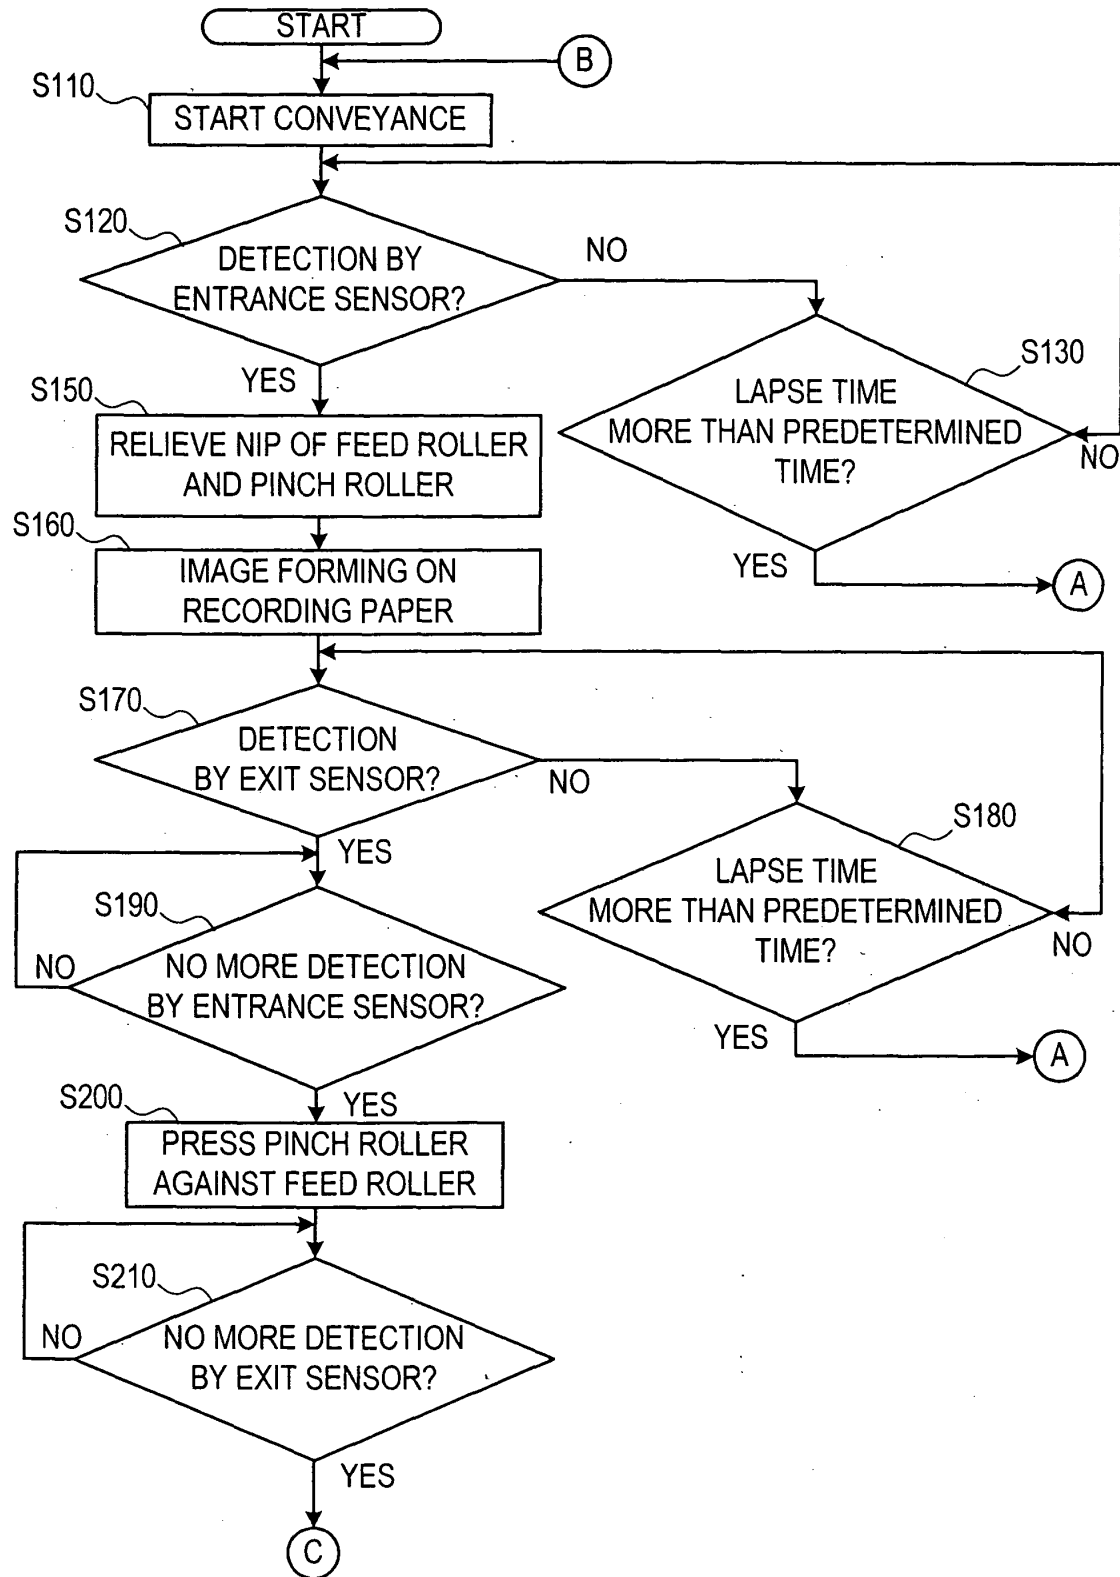 START
B
S110
START CONVEYANCE
S120
DETECTION BY
ENTRANCE SENSOR?
NO
S130
LAPSE TIME
MORE THAN PREDETERMINED
TIME?
NO
YES
A
YES
S150
RELIEVE NIP OF FEED ROLLER
AND PINCH ROLLER
S160
IMAGE FORMING ON
RECORDING PAPER
S170
DETECTION
BY EXIT SENSOR?
NO
S180
LAPSE TIME
MORE THAN PREDETERMINED
TIME?
NO
YES
A
YES
S190
NO
NO MORE DETECTION
BY ENTRANCE SENSOR?
YES
S200
PRESS PINCH ROLLER
AGAINST FEED ROLLER
S210
NO
NO MORE DETECTION
BY EXIT SENSOR?
YES
C